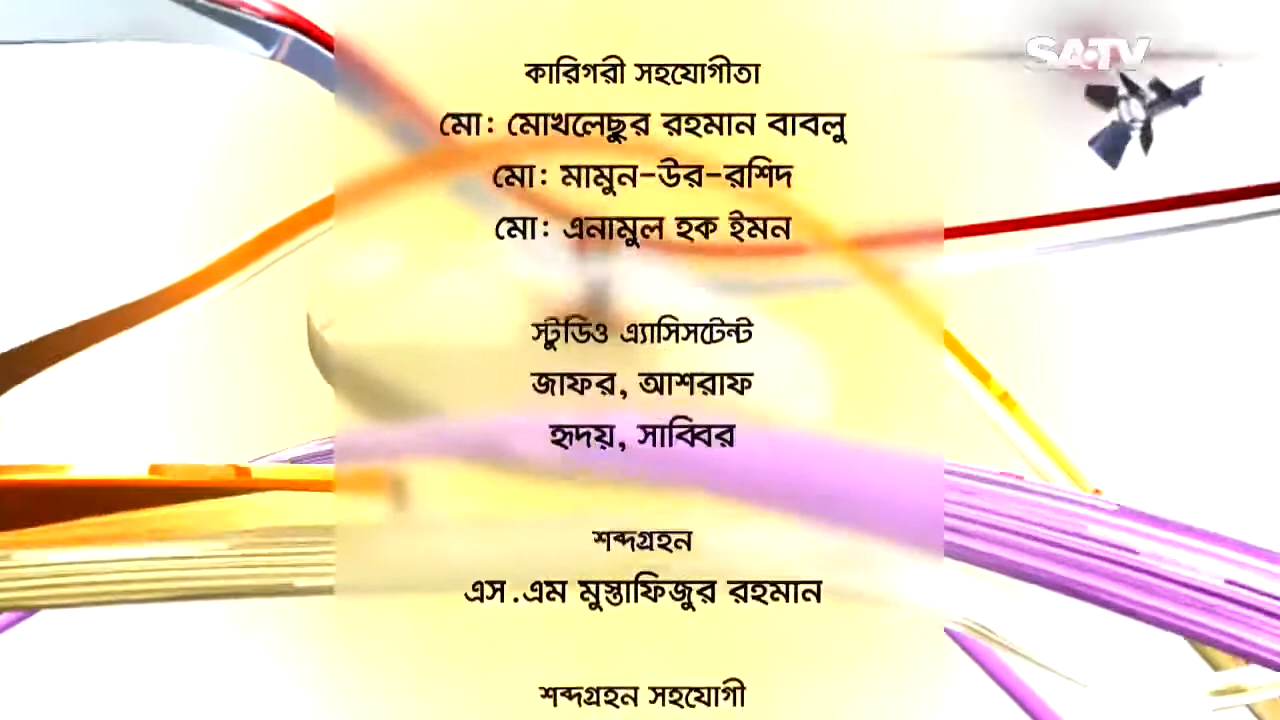 SATV
কারিগরী সহযোগীতা
মো: মোখলেছুর রহমান বাবলু
মো: মামুন-উর-রশিদ
মো: এনামুল হক ইমন
স্টুডিও এ্যাসিসটেন্ট
জাফর, আশরাফ
হৃদয়, সাব্বির
শব্দগ্রহন
এস.এম মুস্তাফিজুর রহমান
শব্দগ্রহন সহযোগী